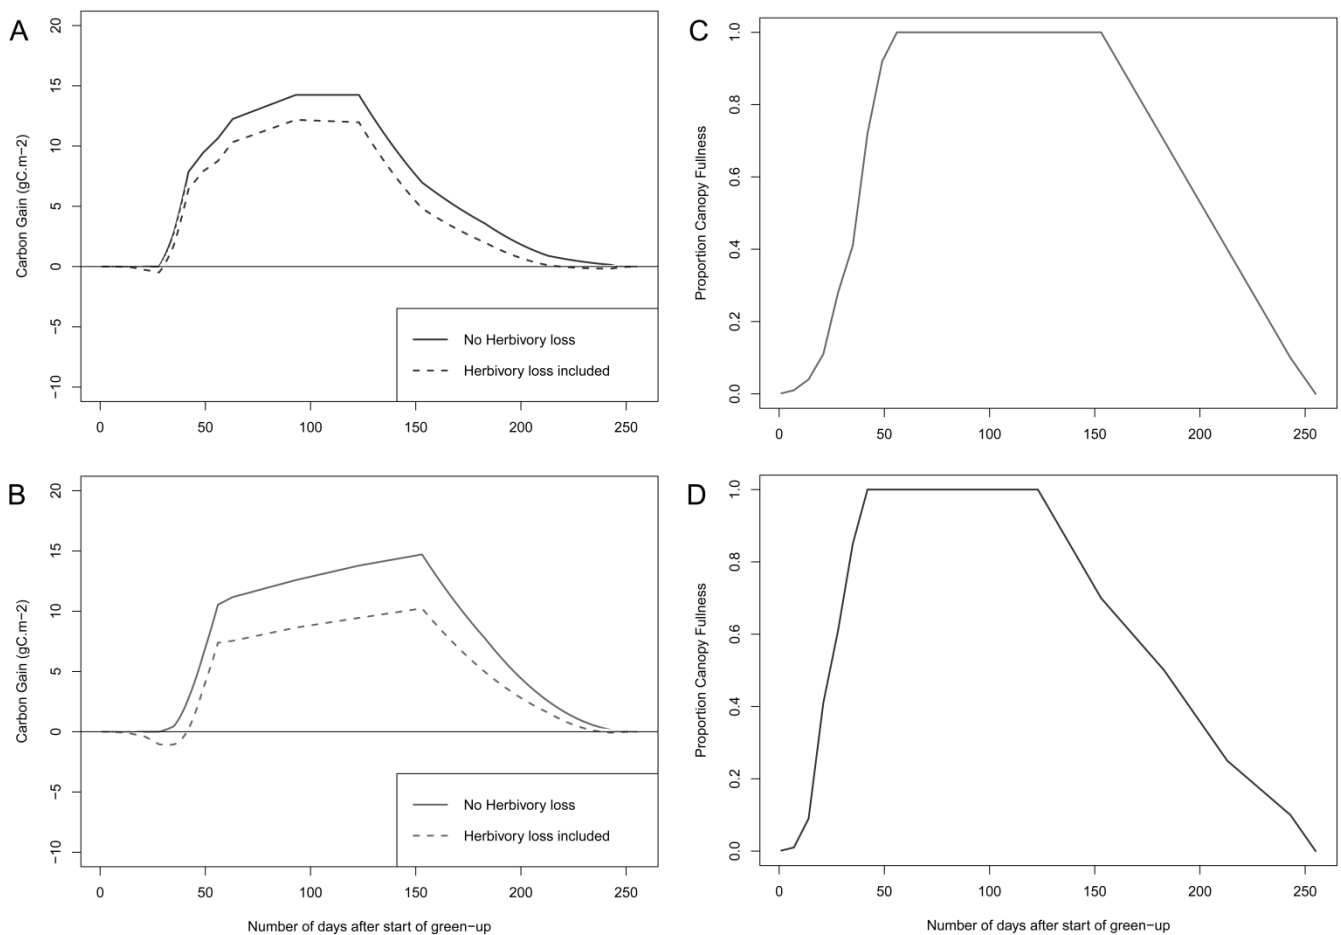 A
Carbon Gain (gC.m−2)
20
15
10
5
0
−5
−10
No Herbivory loss
Herbivory loss included
0 50 100 150 200 250
C
Proportion Canopy Fullness
1.0
0.8
0.6
0.4
0.2
0.0
0 50 100 150 200 250
B
Carbon Gain (gC.m−2)
20
15
10
5
0
−5
−10
No Herbivory loss
Herbivory loss included
0 50 100 150 200 250
Number of days after start of green−up
D
Proportion Canopy Fullness
1.0
0.8
0.6
0.4
0.2
0.0
0 50 100 150 200 250
Number of days after start of green−up